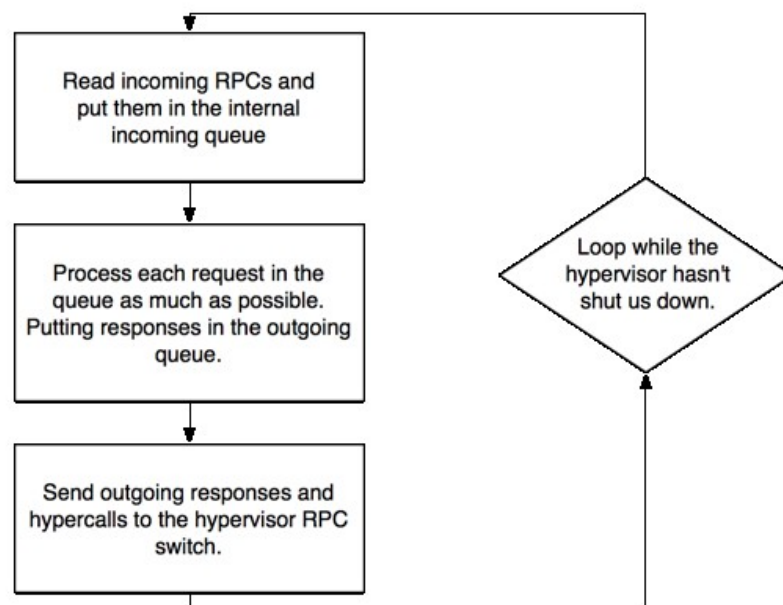 Read incoming RPCs and
put them in the internal
incoming queue
Process each request in the
queue as much as possible.
Putting responses in the outgoing
queue.
Send outgoing responses and
hypercalls to the hypervisor RPC
switch.
Loop while the
hypervisor hasn't
shut us down.